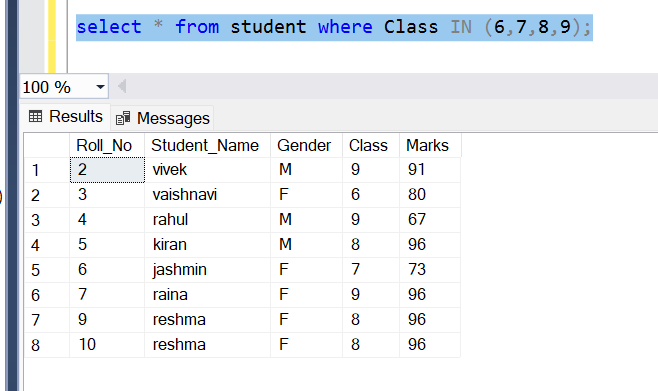 select * from student where Class IN (6,7,8,9);
100 %
Results Messages
Roll_No Student_Name Gender Class Marks
1 2 vivek M 9 91
2 3 vaishnavi F 6 80
3 4 rahul M 9 67
4 5 kiran M 8 96
5 6 jashmin F 7 73
6 7 raina F 9 96
7 9 reshma F 8 96
8 10 reshma F 8 96